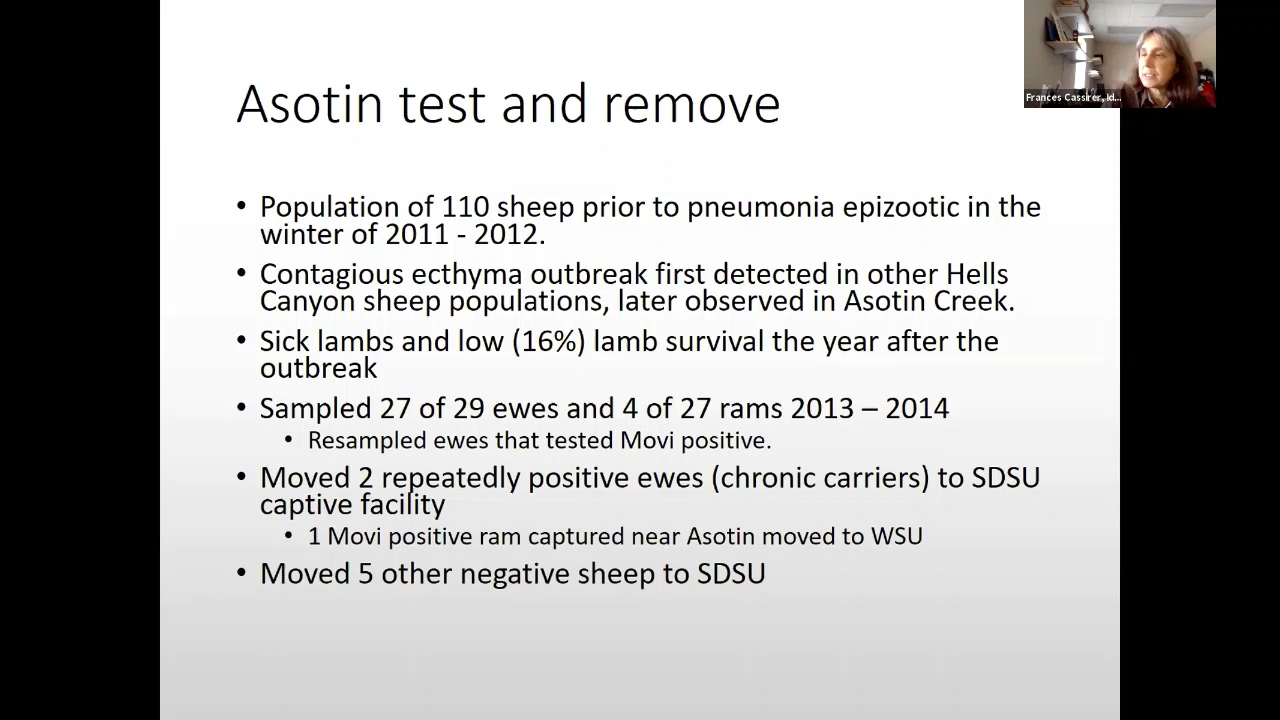 Frances Cassirer, Id...
Asotin test and remove
• Population of 110 sheep prior to pneumonia epizootic in the
winter of 2011 - 2012.
• Contagious ecthyma outbreak first detected in other Hells
Canyon sheep populations, later observed in Asotin Creek.
• Sick lambs and low (16%) lamb survival the year after the
outbreak
• Sampled 27 of 29 ewes and 4 of 27 rams 2013 – 2014
• Resampled ewes that tested Movi positive.
• Moved 2 repeatedly positive ewes (chronic carriers) to SDSU
captive facility
• 1 Movi positive ram captured near Asotin moved to WSU
• Moved 5 other negative sheep to SDSU